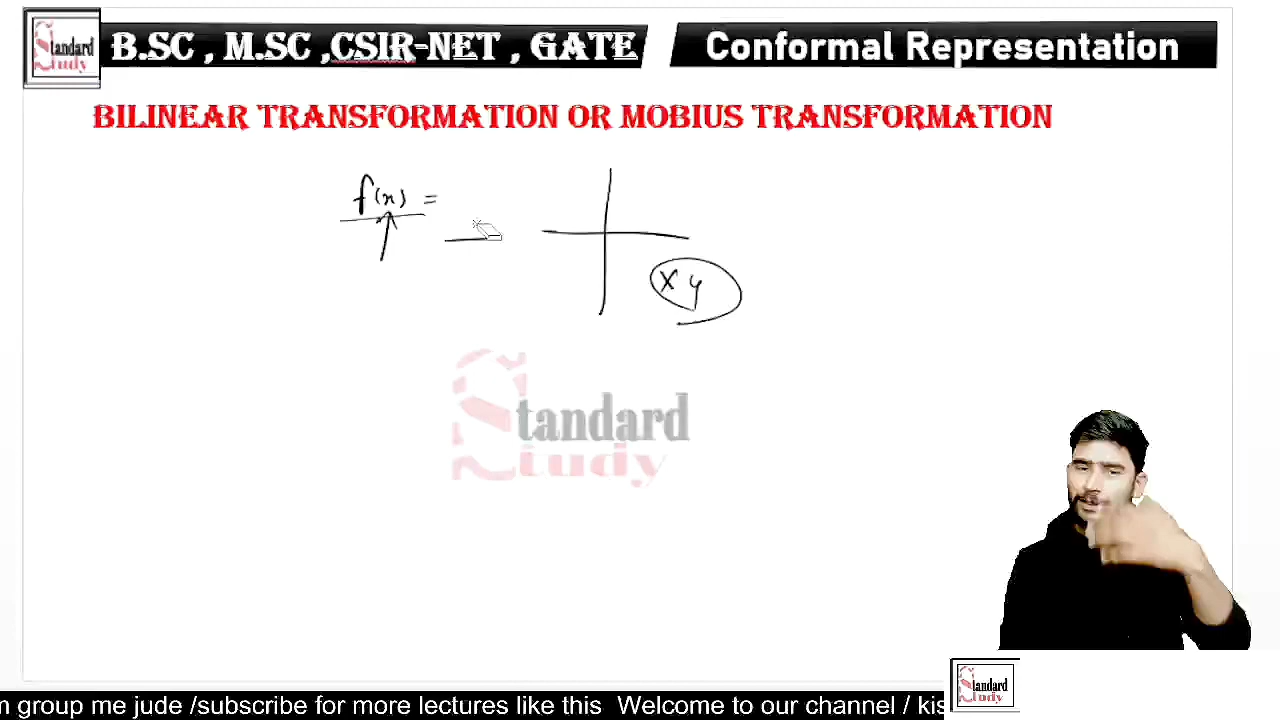 Standard Study
B.SC , M.SC ,CSIR-NET , GATE
Conformal Representation
BILINEAR TRANSFORMATION OR MOBIUS TRANSFORMATION
f(x) =
x y
Standard
Study
Standard
Study
m group me jude /subscribe for more lectures like this Welcome to our channel / kis